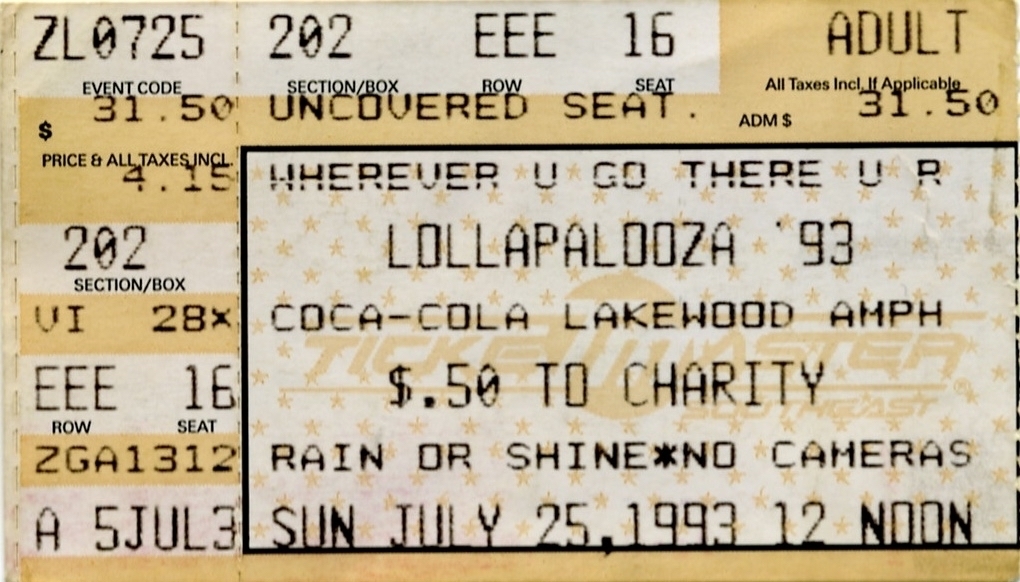 ZL0725 202 EEE 16 ADULT
EVENT CODE SECTION/BOX ROW SEAT All Taxes Incl. If Applicable
$ 31.50 UNCOVERED SEAT. ADM $ 31.50
PRICE & ALL TAXES INCL.
4.15 WHEREVER U GO THERE U R
202 LOLLAPALOOZA '93
SECTION/BOX
VI 28* COCA-COLA LAKEWOOD AMPH
TICKETMASTER
EEE 16 $.50 TO CHARITY
ROW SEAT SOUTHEAST ®
ZGA1312 RAIN OR SHINE*NO CAMERAS
A 5JUL3 SUN JULY 25,1993 12 NOON